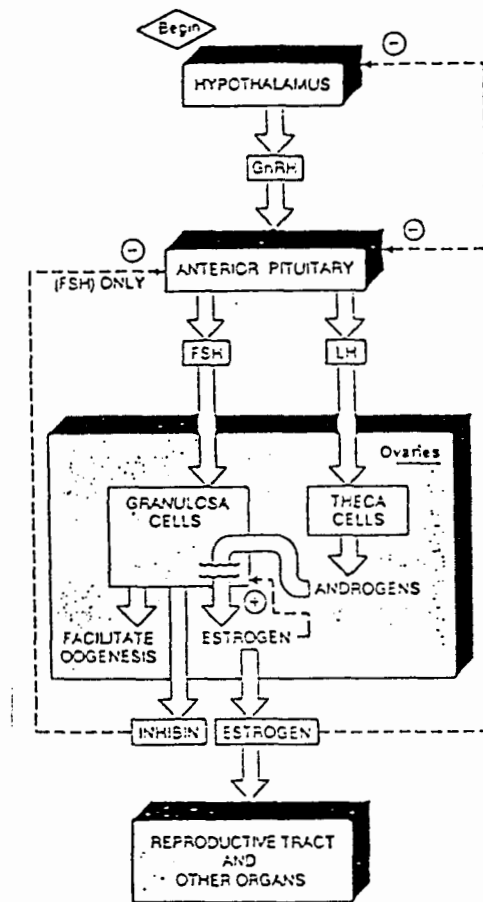 Begin
HYPOTHALAMUS
GnRH
ANTERIOR PITUITARY
(FSH) ONLY
FSH
LH
Ovaries
GRANULOSA
CELLS
THECA
CELLS
ANDROGENS
FACILITATE
OOGENESIS
ESTROGEN
INHIBIN
ESTROGEN
REPRODUCTIVE TRACT
AND
OTHER ORGANS